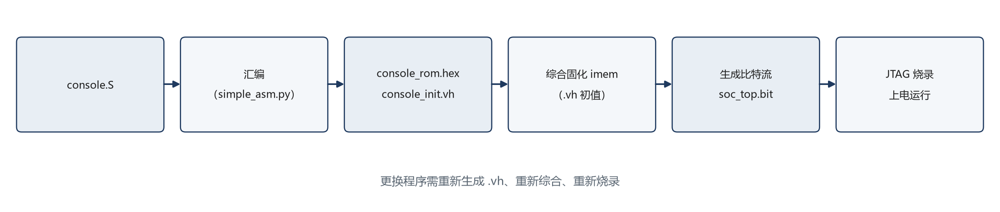 console.S
汇编
（simple_asm.py）
console_rom.hex
console_init.vh
综合固化 imem
（.vh 初值）
生成比特流
soc_top.bit
JTAG 烧录
上电运行
更换程序需重新生成 .vh、重新综合、重新烧录